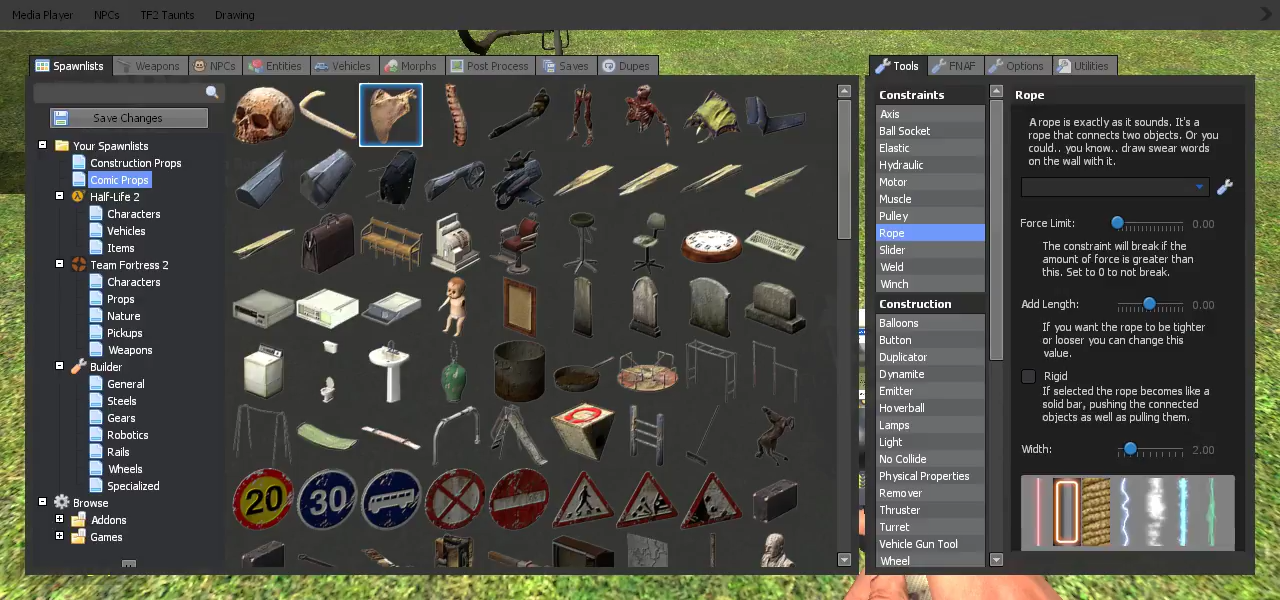 Media Player NPCs TF2 Taunts Drawing
Spawnlists Weapons NPCs Entities Vehicles Morphs Post Process Saves Dupes
Save Changes
Your Spawnlists
Construction Props
Comic Props
Half-Life 2
Characters
Vehicles
Items
Team Fortress 2
Characters
Props
Nature
Pickups
Weapons
Builder
General
Steels
Gears
Robotics
Rails
Wheels
Specialized
Browse
Addons
Games
20 30
Tools FNAF Options Utilities
Constraints
Axis
Ball Socket
Elastic
Hydraulic
Motor
Muscle
Pulley
Rope
Slider
Weld
Winch
Construction
Balloons
Button
Duplicator
Dynamite
Emitter
Hoverball
Lamps
Light
No Collide
Physical Properties
Remover
Thruster
Turret
Vehicle Gun Tool
Wheel
Rope
A rope is exactly as it sounds. It's a
rope that connects two objects. Or you
could.. you know.. draw swear words
on the wall with it.
Force Limit: 0.00
The constraint will break if the
amount of force is greater than
this. Set to 0 to not break.
Add Length: 0.00
If you want the rope to be tighter
or looser you can change this
value.
Rigid
If selected the rope becomes like a
solid bar, pushing the connected
objects as well as pulling them.
Width: 2.00